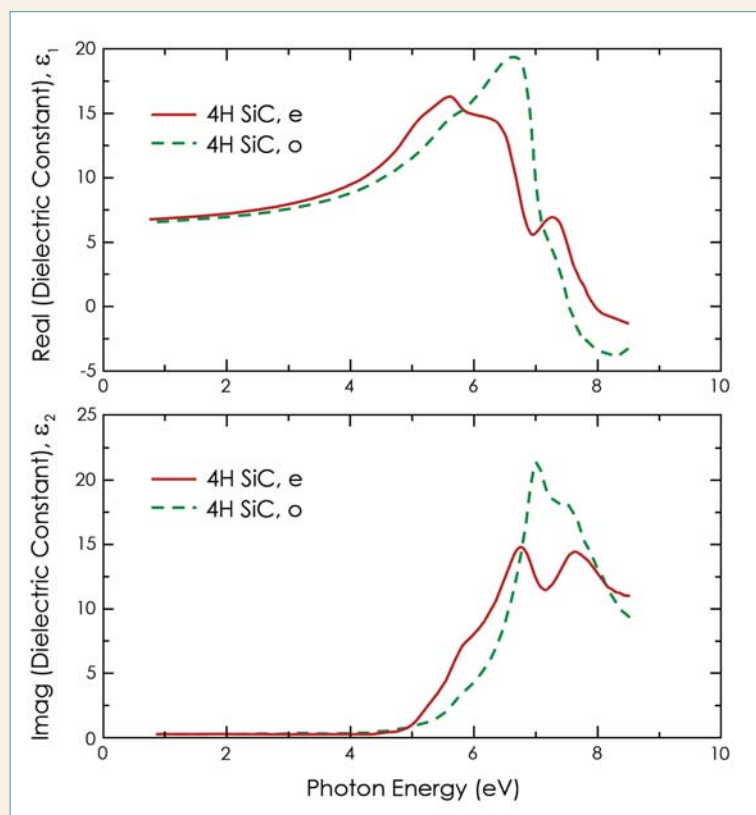 20
15
10
5
0
-5
Real (Dielectric Constant), ε₁
4H SiC, e
4H SiC, o
0 2 4 6 8 10
25
20
15
10
5
0
Imag (Dielectric Constant), ε₂
4H SiC, e
4H SiC, o
0 2 4 6 8 10
Photon Energy (eV)